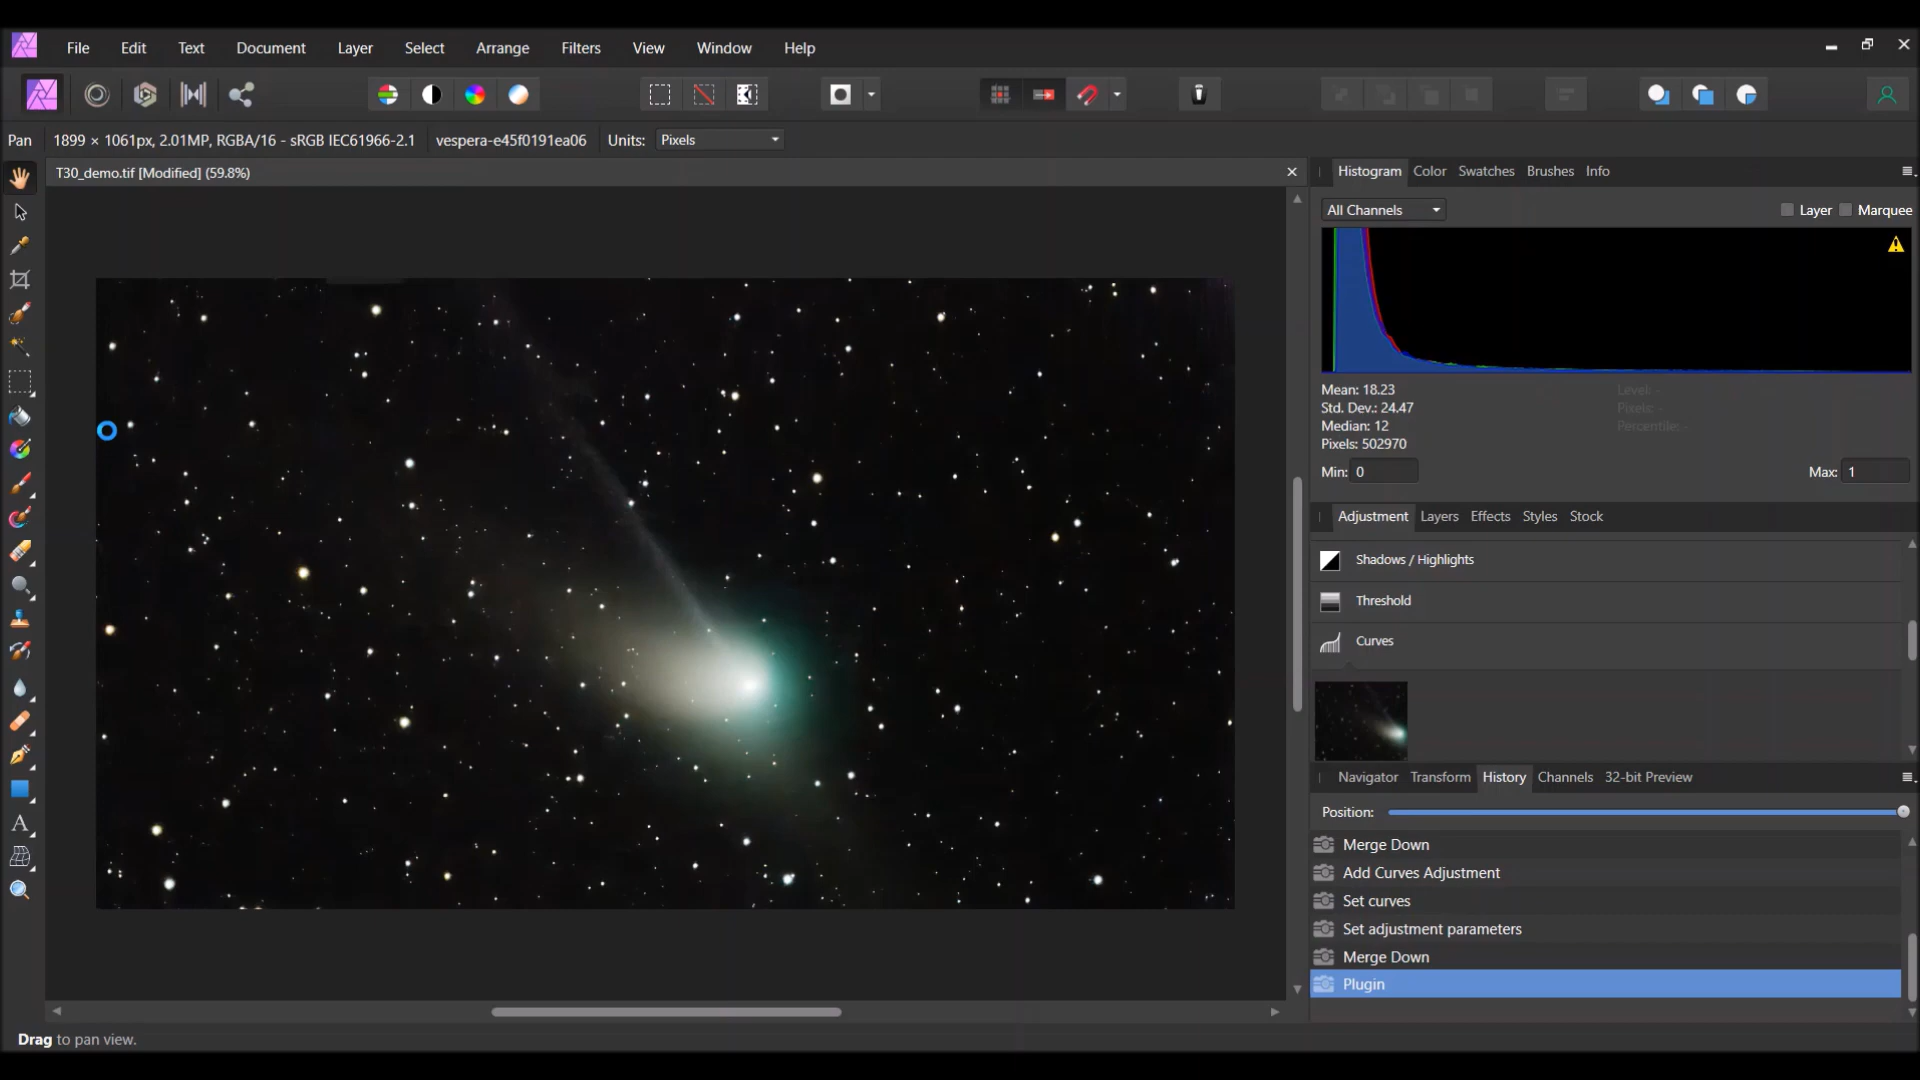 File Edit Text Document Layer Select Arrange Filters View Window Help
Pan 1899 × 1061px, 2.01MP, RGBA/16 - sRGB IEC61966-2.1 vespera-e45f0191ea06 Units: Pixels
T30_demo.tif [Modified] (59.8%)
Histogram Color Swatches Brushes Info
All Channels Layer Marquee
Mean: 18.23 Level: -
Std. Dev.: 24.47 Pixels: -
Median: 12 Percentile: -
Pixels: 502970
Min: 0 Max: 1
Adjustment Layers Effects Styles Stock
Shadows / Highlights
Threshold
Curves
Navigator Transform History Channels 32-bit Preview
Position:
Merge Down
Add Curves Adjustment
Set curves
Set adjustment parameters
Merge Down
Plugin
A
Drag to pan view.